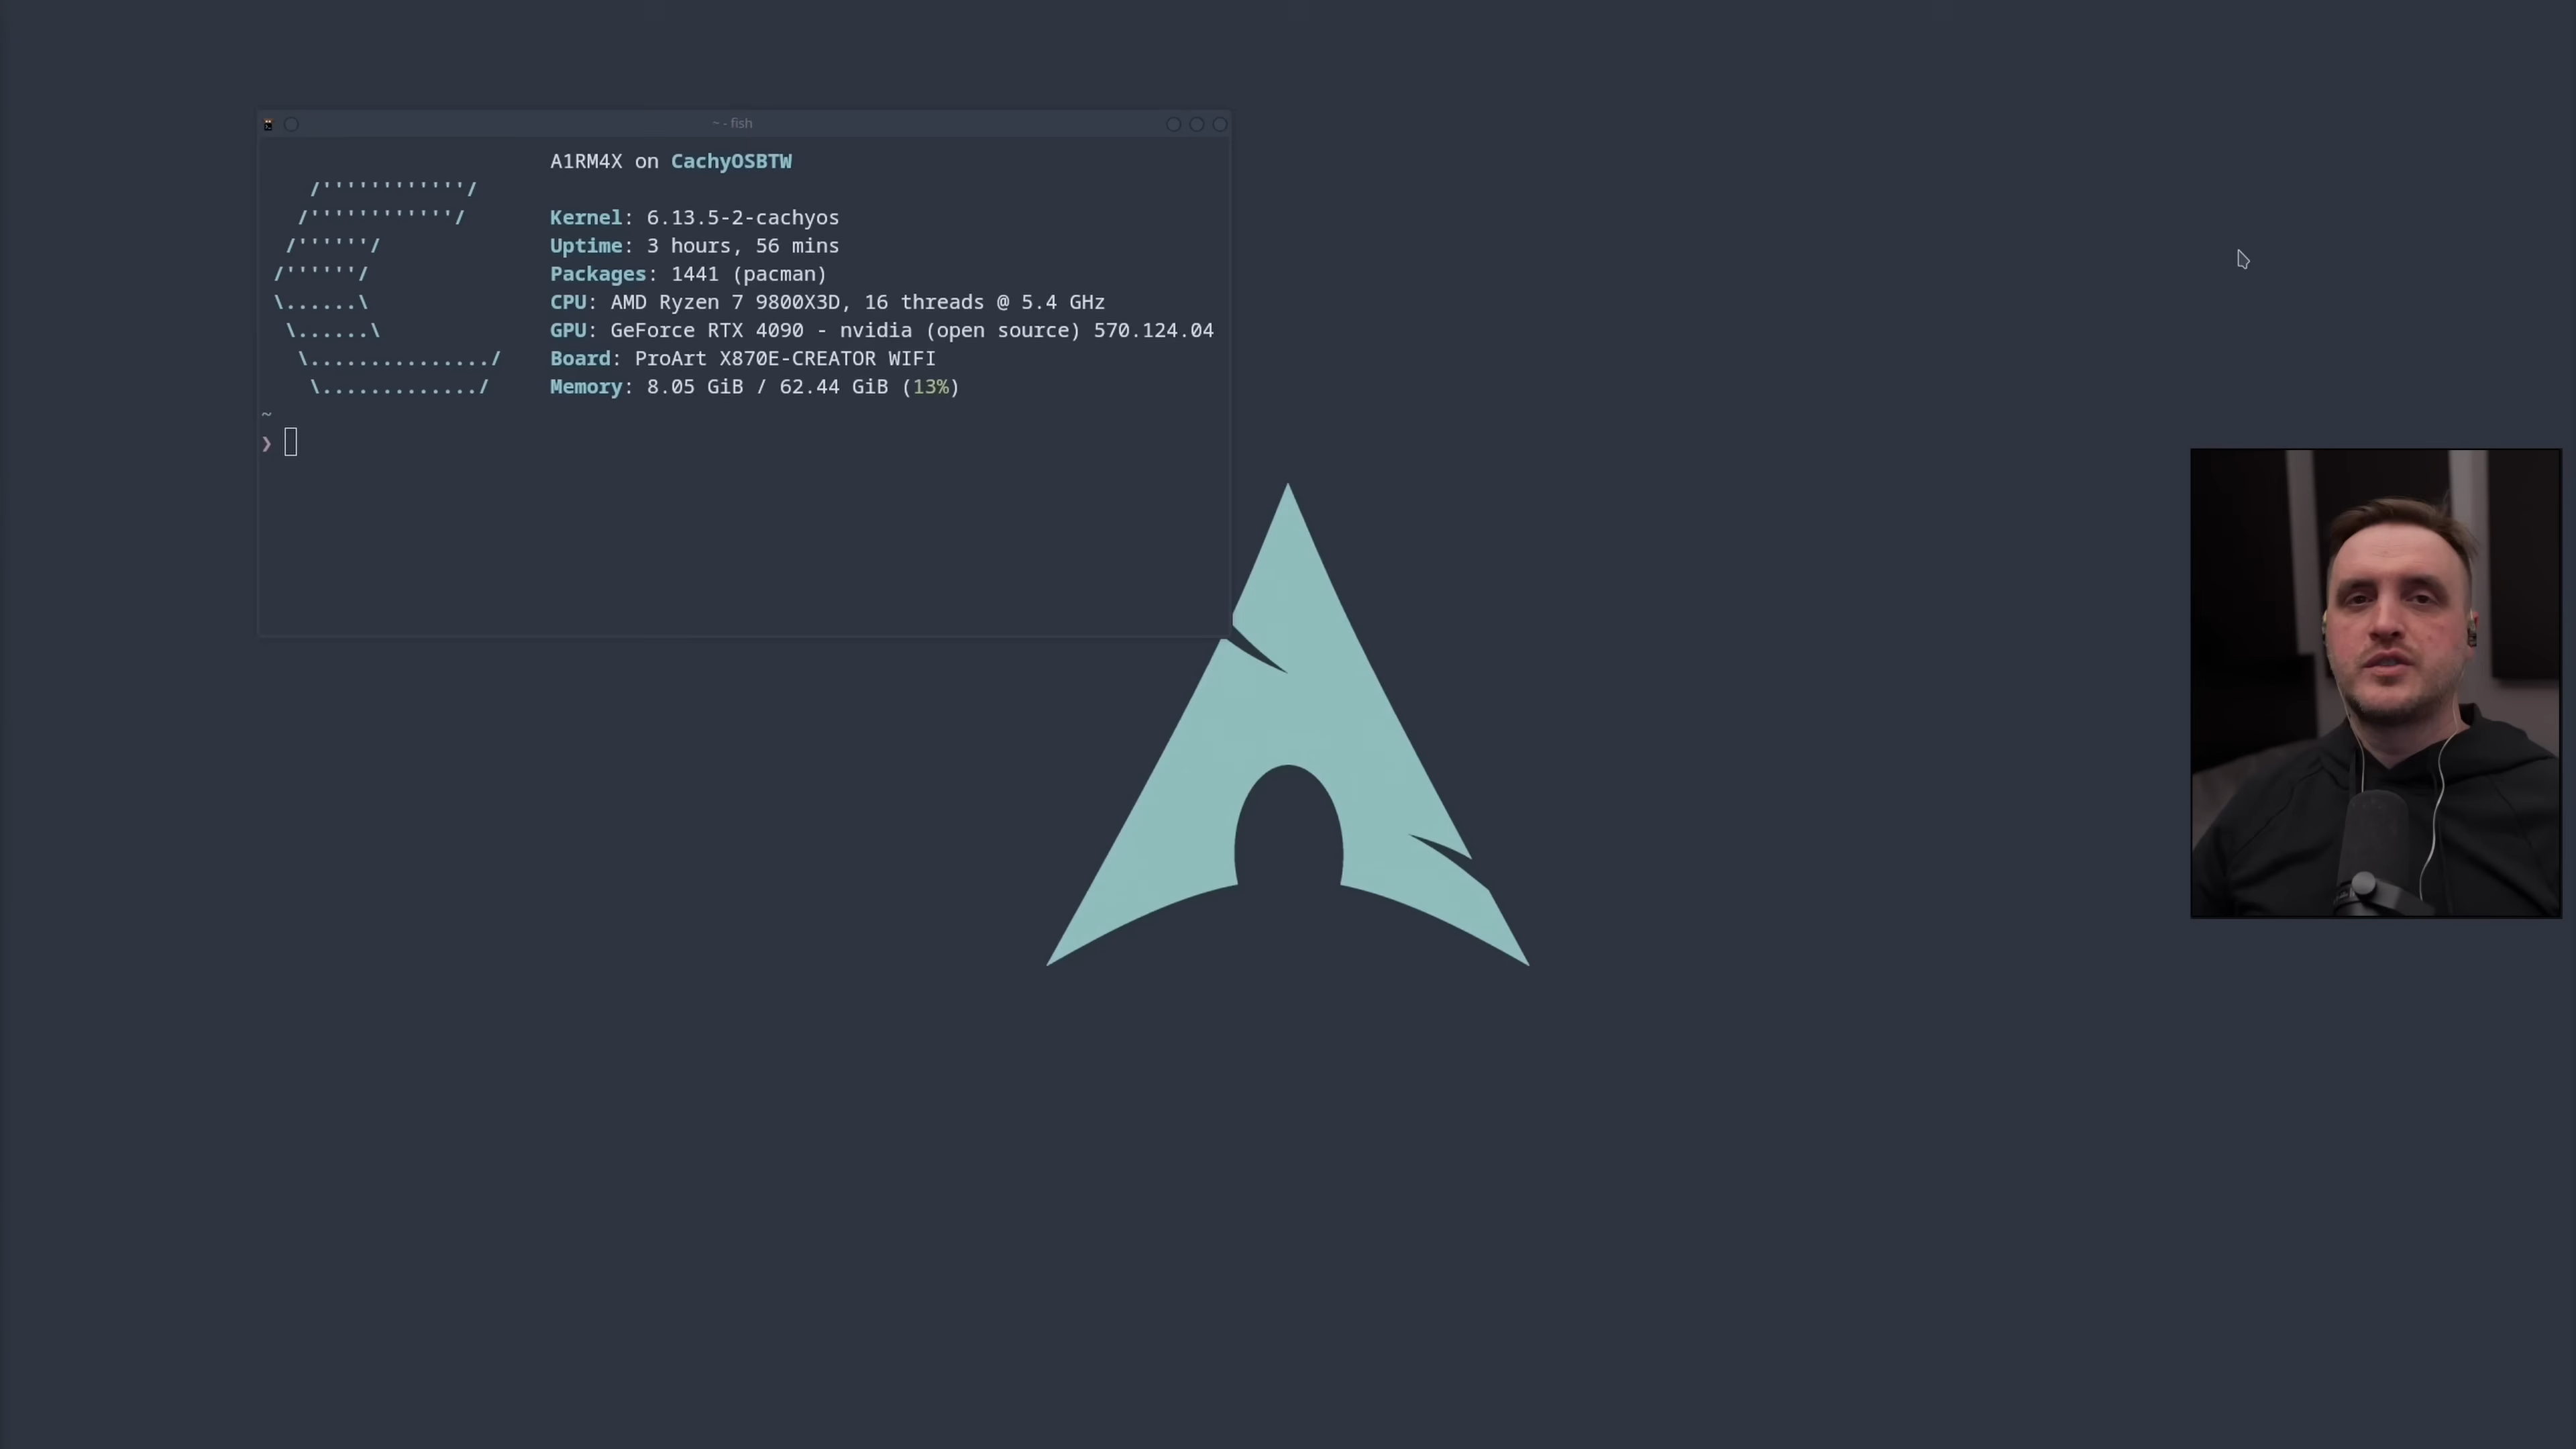 ~ - fish
A1RM4X on CachyOSBTW
/''''''''''''/
/''''''''''''/
/''''''/
/''''''/
\......\
\......\
\............../
\............./
Kernel: 6.13.5-2-cachyos
Uptime: 3 hours, 56 mins
Packages: 1441 (pacman)
CPU: AMD Ryzen 7 9800X3D, 16 threads @ 5.4 GHz
GPU: GeForce RTX 4090 - nvidia (open source) 570.124.04
Board: ProArt X870E-CREATOR WIFI
Memory: 8.05 GiB / 62.44 GiB (13%)
~
❯